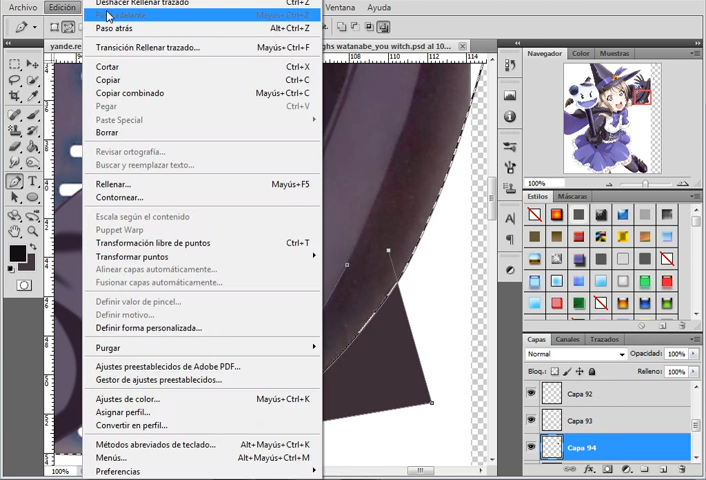 Archivo
Edición
Ventana
Ayuda
yande.re
ghs watanabe_you witch.psd al 10...
Deshacer Rellenar trazado Ctrl+Z
Mayús+Ctrl+Z
Paso atrás Alt+Ctrl+Z
Transición Rellenar trazado... Mayús+Ctrl+F
Cortar Ctrl+X
Copiar Ctrl+C
Copiar combinado Mayús+Ctrl+C
Pegar Ctrl+V
Paste Special
Borrar
Revisar ortografía...
Buscar y reemplazar texto...
Rellenar... Mayús+F5
Contornear...
Escala según el contenido
Puppet Warp
Transformación libre de puntos Ctrl+T
Transformar puntos
Alinear capas automáticamente...
Fusionar capas automáticamente...
Definir valor de pincel...
Definir motivo...
Definir forma personalizada...
Purgar
Ajustes preestablecidos de Adobe PDF...
Gestor de ajustes preestablecidos...
Ajustes de color... Mayús+Ctrl+K
Asignar perfil...
Convertir en perfil...
Métodos abreviados de teclado... Alt+Mayús+Ctrl+K
Menús... Alt+Mayús+Ctrl+M
Preferencias
108 110 112 114
100%
Navegador Color Muestras
100%
Estilos Máscaras
Capas Canales Trazados
Normal Opacidad: 100%
Bloq.: Relleno: 100%
Capa 92
Capa 93
Capa 94